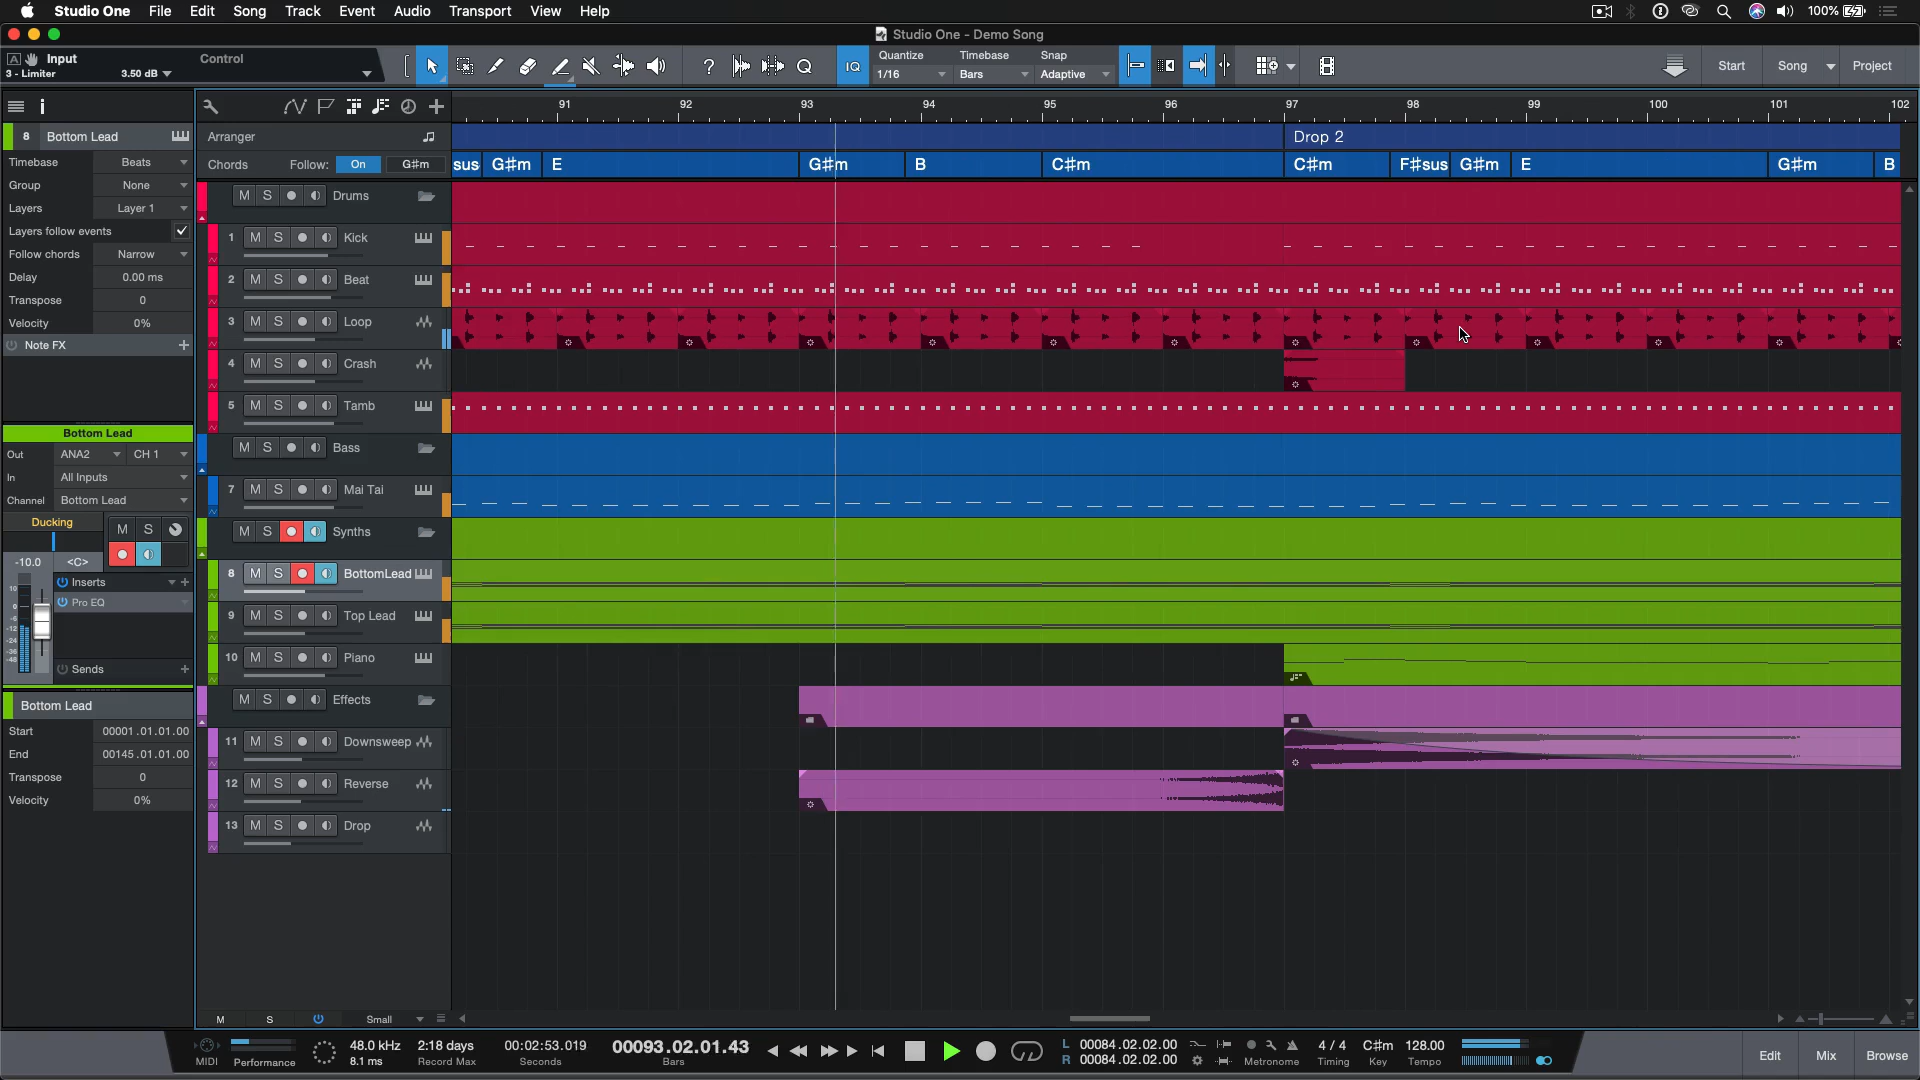 Studio One File Edit Song Track Event Audio Transport View Help
100%
Studio One - Demo Song
A Input Control
3 - Limiter 3.50 dB
? Q IQ
Quantize Timebase Snap
1/16 Bars Adaptive
Start Song Project
91 92 93 94 95 96 97 98 99 100 101 102
8 Bottom Lead
Timebase Beats
Group None
Layers Layer 1
Layers follow events
Follow chords Narrow
Delay 0.00 ms
Transpose 0
Velocity 0%
Note FX
Bottom Lead
Out ANA2 CH 1
In All Inputs
Channel Bottom Lead
Ducking M S
-10.0 <C>
Inserts
Pro EQ
Sends
Bottom Lead
Start 00001.01.01.00
End 00145.01.01.00
Transpose 0
Velocity 0%
Arranger Drop 2
Chords Follow: On G#m
sus G#m E G#m B C#m C#m F#sus G#m E G#m B
M S Drums
1 M S Kick
2 M S Beat
3 M S Loop
4 M S Crash
5 M S Tamb
M S Bass
7 M S Mai Tai
M S Synths
8 M S BottomLead
9 M S Top Lead
10 M S Piano
M S Effects
11 M S Downsweep
12 M S Reverse
13 M S Drop
M S Small
MIDI Performance
48.0 kHz
8.1 ms
2:18 days
Record Max
00:02:53.019
Seconds
00093.02.01.43
Bars
L 00084.02.02.00
R 00084.02.02.00
Metronome
4 / 4
Timing
C#m
Key
128.00
Tempo
Edit Mix Browse